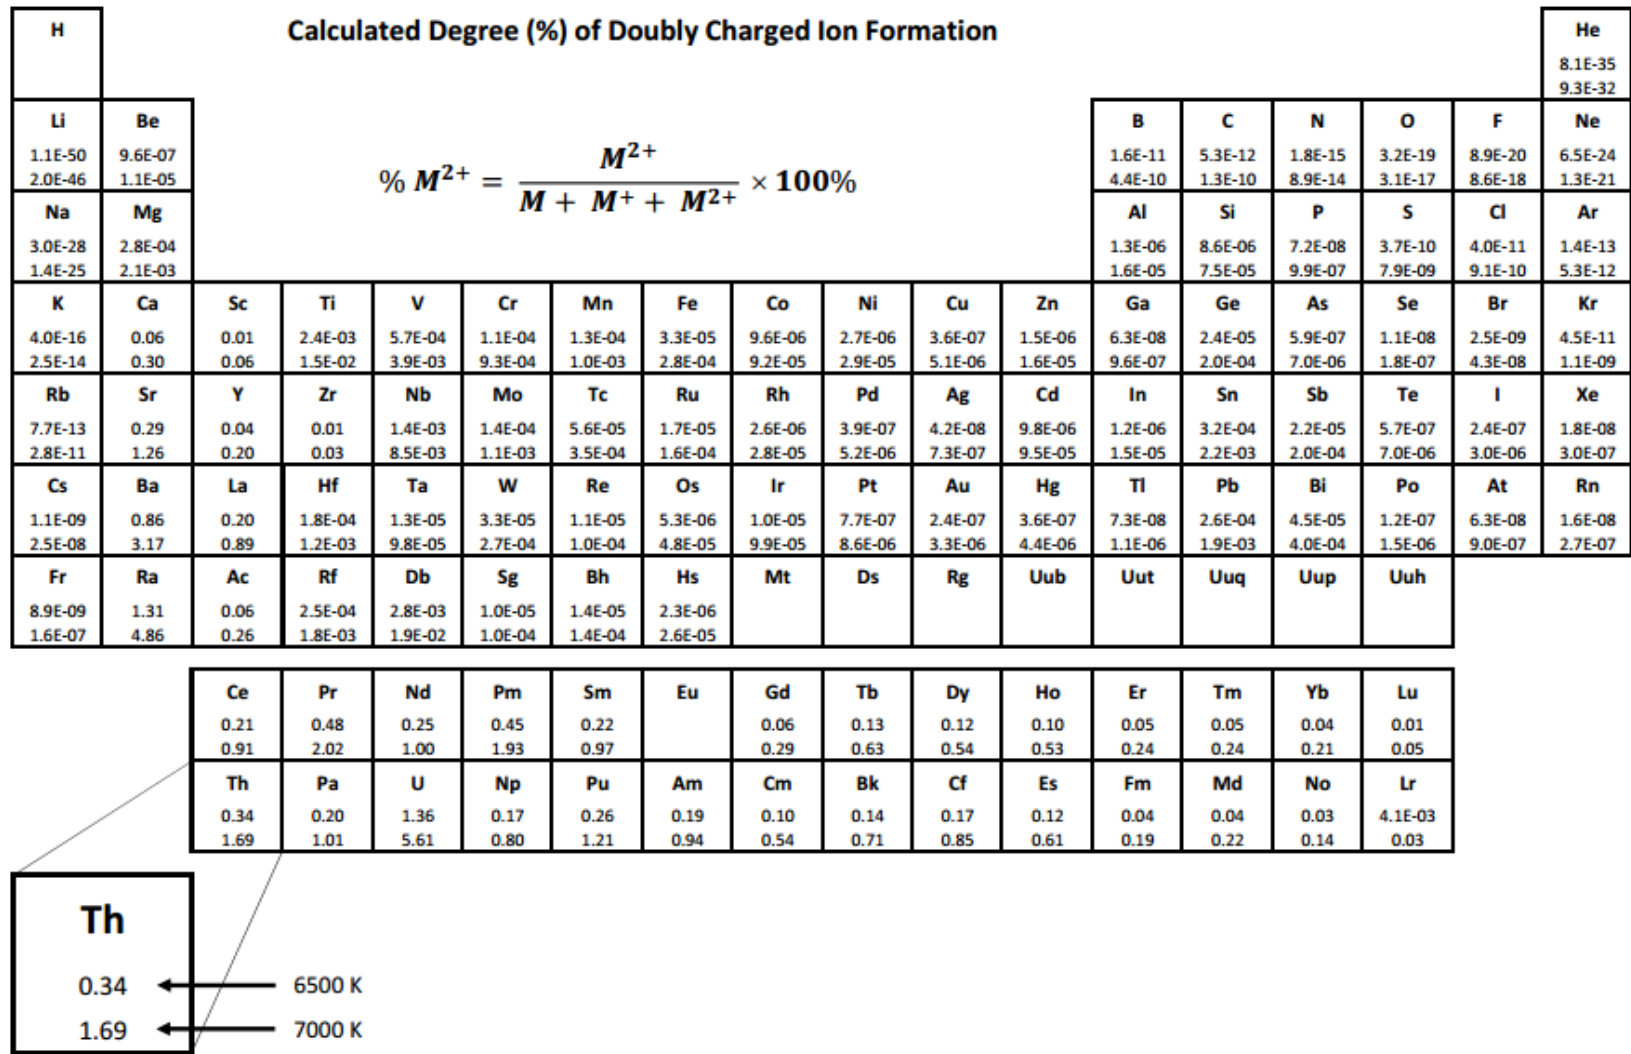 Calculated Degree (%) of Doubly Charged Ion Formation
% M²⁺ = M²⁺ / (M + M⁺ + M²⁺) × 100%
H He
8.1E-35
9.3E-32
Li Be B C N O F Ne
1.1E-50 9.6E-07 1.6E-11 5.3E-12 1.8E-15 3.2E-19 8.9E-20 6.5E-24
2.0E-46 1.1E-05 4.4E-10 1.3E-10 8.9E-14 3.1E-17 8.6E-18 1.3E-21
Na Mg Al Si P S Cl Ar
3.0E-28 2.8E-04 1.3E-06 8.6E-06 7.2E-08 3.7E-10 4.0E-11 1.4E-13
1.4E-25 2.1E-03 1.6E-05 7.5E-05 9.9E-07 7.9E-09 9.1E-10 5.3E-12
K Ca Sc Ti V Cr Mn Fe Co Ni Cu Zn Ga Ge As Se Br Kr
4.0E-16 0.06 0.01 2.4E-03 5.7E-04 1.1E-04 1.3E-04 3.3E-05 9.6E-06 2.7E-06 3.6E-07 1.5E-06 6.3E-08 2.4E-05 5.9E-07 1.1E-08 2.5E-09 4.5E-11
2.5E-14 0.30 0.06 1.5E-02 3.9E-03 9.3E-04 1.0E-03 2.8E-04 9.2E-05 2.9E-05 5.1E-06 1.6E-05 9.6E-07 2.0E-04 7.0E-06 1.8E-07 4.3E-08 1.1E-09
Rb Sr Y Zr Nb Mo Tc Ru Rh Pd Ag Cd In Sn Sb Te I Xe
7.7E-13 0.29 0.04 0.01 1.4E-03 1.4E-04 5.6E-05 1.7E-05 2.6E-06 3.9E-07 4.2E-08 9.8E-06 1.2E-06 3.2E-04 2.2E-05 5.7E-07 2.4E-07 1.8E-08
2.8E-11 1.26 0.20 0.03 8.5E-03 1.1E-03 3.5E-04 1.6E-04 2.8E-05 5.2E-06 7.3E-07 9.5E-05 1.5E-05 2.2E-03 2.0E-04 7.0E-06 3.0E-06 3.0E-07
Cs Ba La Hf Ta W Re Os Ir Pt Au Hg Tl Pb Bi Po At Rn
1.1E-09 0.86 0.20 1.8E-04 1.3E-05 3.3E-05 1.1E-05 5.3E-06 1.0E-05 7.7E-07 2.4E-07 3.6E-07 7.3E-08 2.6E-04 4.5E-05 1.2E-07 6.3E-08 1.6E-08
2.5E-08 3.17 0.89 1.2E-03 9.8E-05 2.7E-04 1.0E-04 4.8E-05 9.9E-05 8.6E-06 3.3E-06 4.4E-06 1.1E-06 1.9E-03 4.0E-04 1.5E-06 9.0E-07 2.7E-07
Fr Ra Ac Rf Db Sg Bh Hs Mt Ds Rg Uub Uut Uuq Uup Uuh
8.9E-09 1.31 0.06 2.5E-04 2.8E-03 1.0E-05 1.4E-05 2.3E-06
1.6E-07 4.86 0.26 1.8E-03 1.9E-02 1.0E-04 1.4E-04 2.6E-05
Ce Pr Nd Pm Sm Eu Gd Tb Dy Ho Er Tm Yb Lu
0.21 0.48 0.25 0.45 0.22 0.06 0.13 0.12 0.10 0.05 0.05 0.04 0.01
0.91 2.02 1.00 1.93 0.97 0.29 0.63 0.54 0.53 0.24 0.24 0.21 0.05
Th Pa U Np Pu Am Cm Bk Cf Es Fm Md No Lr
0.34 0.20 1.36 0.17 0.26 0.19 0.10 0.14 0.17 0.12 0.04 0.04 0.03 4.1E-03
1.69 1.01 5.61 0.80 1.21 0.94 0.54 0.71 0.85 0.61 0.19 0.22 0.14 0.03
Th
0.34 6500 K
1.69 7000 K